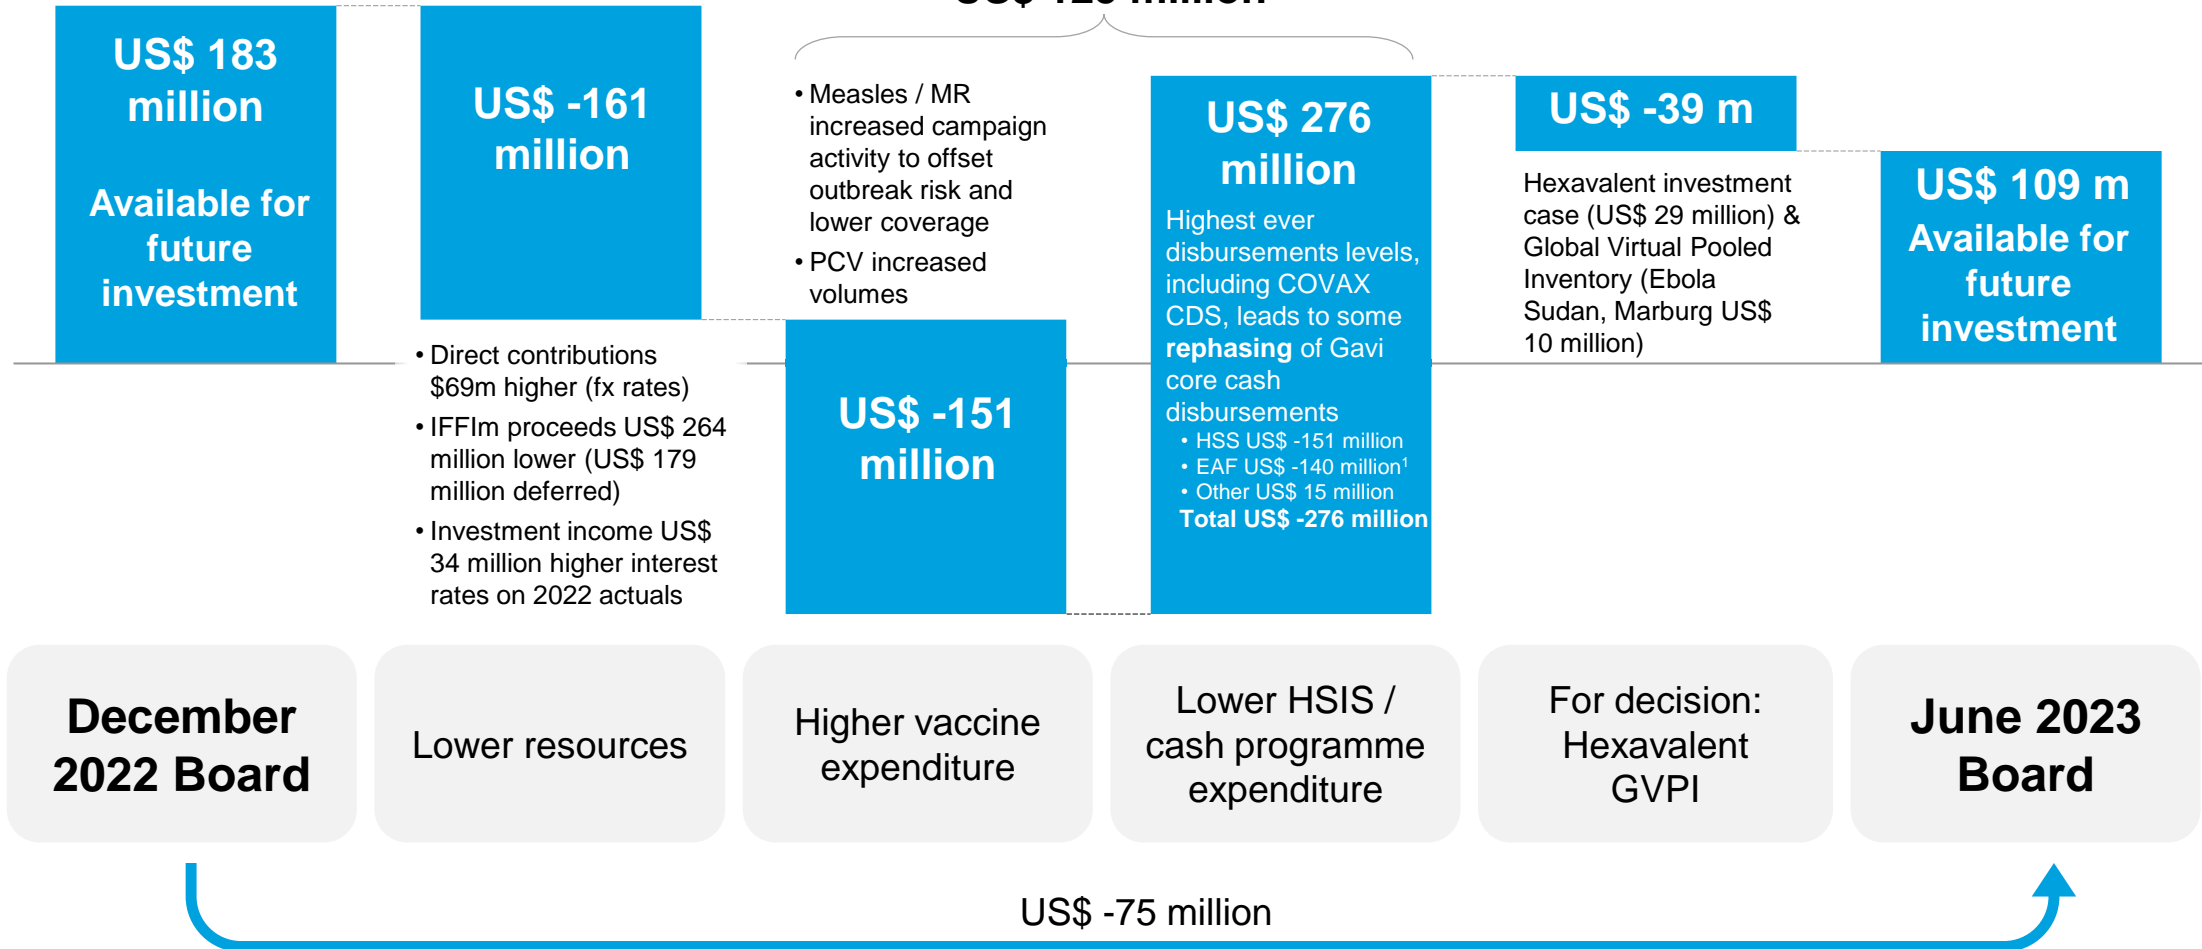 US$ 183
million
Available for
future
investment
US$ -161
million
• Direct contributions
$69m higher (fx rates)
• IFFIm proceeds US$ 264
million lower (US$ 179
million deferred)
• Investment income US$
34 million higher interest
rates on 2022 actuals
• Measles / MR
increased campaign
activity to offset
outbreak risk and
lower coverage
• PCV increased
volumes
US$ -151
million
US$ 276
million
Highest ever
disbursements levels,
including COVAX
CDS, leads to some
rephasing of Gavi
core cash
disbursements
• HSS US$ -151 million
• EAF US$ -140 million¹
• Other US$ 15 million
Total US$ -276 million
US$ -39 m
Hexavalent investment
case (US$ 29 million) &
Global Virtual Pooled
Inventory (Ebola
Sudan, Marburg US$
10 million)
US$ 109 m
Available for
future
investment
December
2022 Board
Lower resources
Higher vaccine
expenditure
Lower HSIS /
cash programme
expenditure
For decision:
Hexavalent
GVPI
June 2023
Board
US$ -75 million